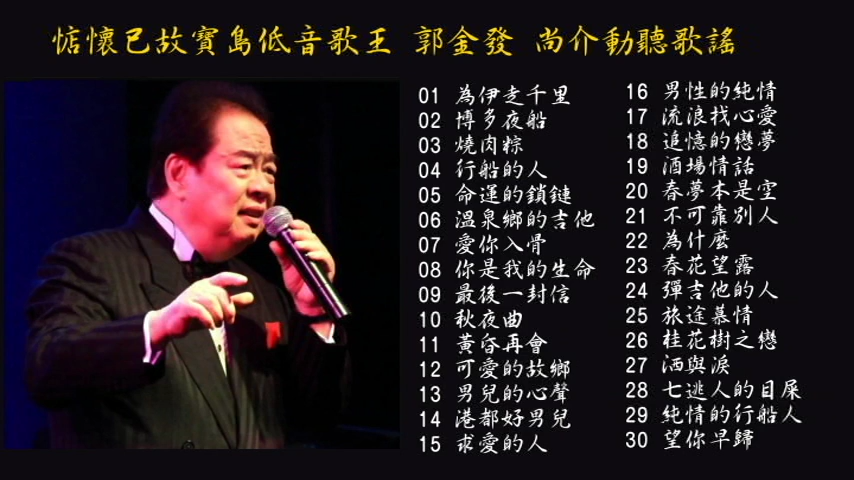 惦懷已故寶島低音歌王 郭金發 尚介動聽歌謠
01 為伊走千里
02 博多夜船
03 燒肉粽
04 行船的人
05 命運的鎖鏈
06 溫泉鄉的吉他
07 愛你入骨
08 你是我的生命
09 最後一封信
10 秋夜曲
11 黃昏再會
12 可愛的故鄉
13 男兒的心聲
14 港都好男兒
15 求愛的人
16 男性的純情
17 流浪找心愛
18 追憶的戀夢
19 酒場情話
20 春夢本是空
21 不可靠別人
22 為什麼
23 春花望露
24 彈吉他的人
25 旅途慕情
26 桂花樹之戀
27 洒與淚
28 七逃人的目屎
29 純情的行船人
30 望你早歸